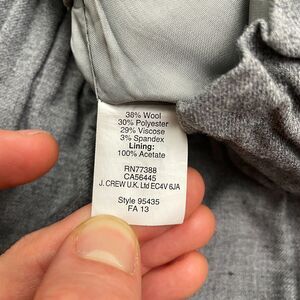 38% Wool
30% Polyester
29% Viscose
3% Spandex
Lining:
100% Acetate
RN77388
CA56445
J. CREW U.K. Ltd EC4V 6JA
Style 95435
FA 13